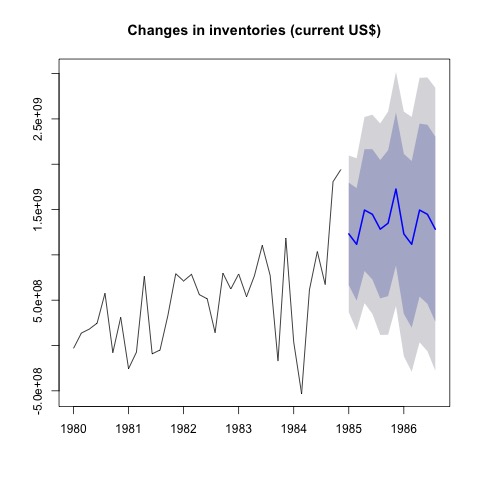 Changes in inventories (current US$)
2.5e+09
1.5e+09
5.0e+08
-5.0e+08
1980 1981 1982 1983 1984 1985 1986